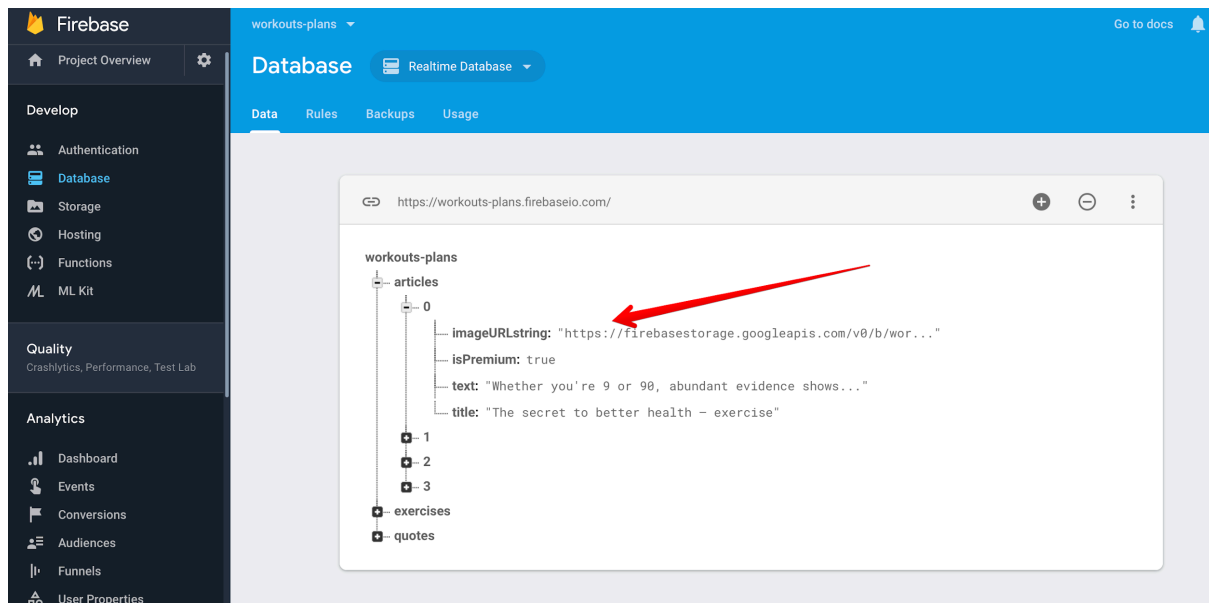 Firebase
Project Overview
Develop
Authentication
Database
Storage
Hosting
Functions
ML Kit
Quality
Crashlytics, Performance, Test Lab
Analytics
Dashboard
Events
Conversions
Audiences
Funnels
User Properties
workouts-plans
Go to docs
Database
Realtime Database
Data Rules Backups Usage
https://workouts-plans.firebaseio.com/
workouts-plans
articles
0
imageURLstring: "https://firebasestorage.googleapis.com/v0/b/wor..."
isPremium: true
text: "Whether you're 9 or 90, abundant evidence shows..."
title: "The secret to better health — exercise"
1
2
3
exercises
quotes